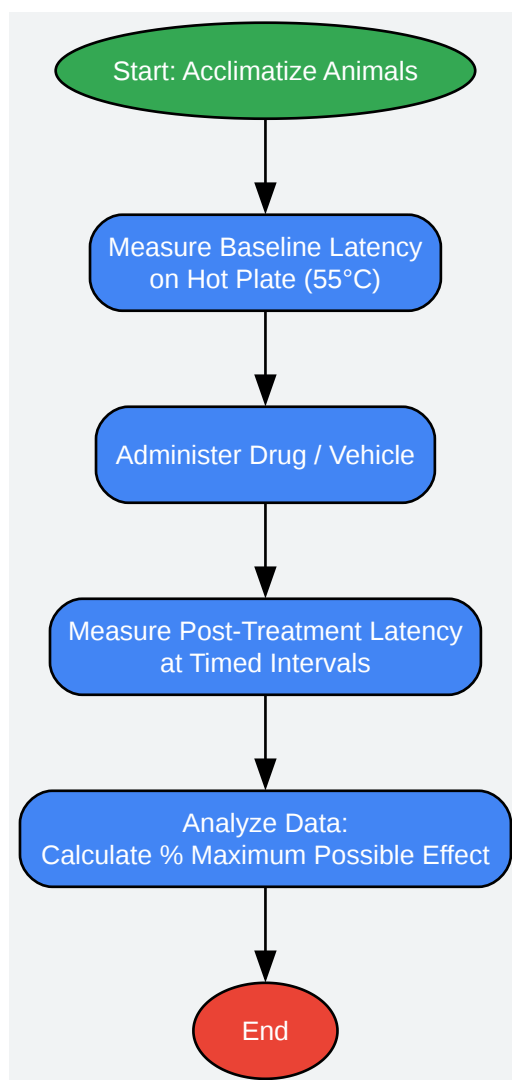 Start: Acclimatize Animals
Measure Baseline Latency
on Hot Plate (55°C)
Administer Drug / Vehicle
Measure Post-Treatment Latency
at Timed Intervals
Analyze Data:
Calculate % Maximum Possible Effect
End